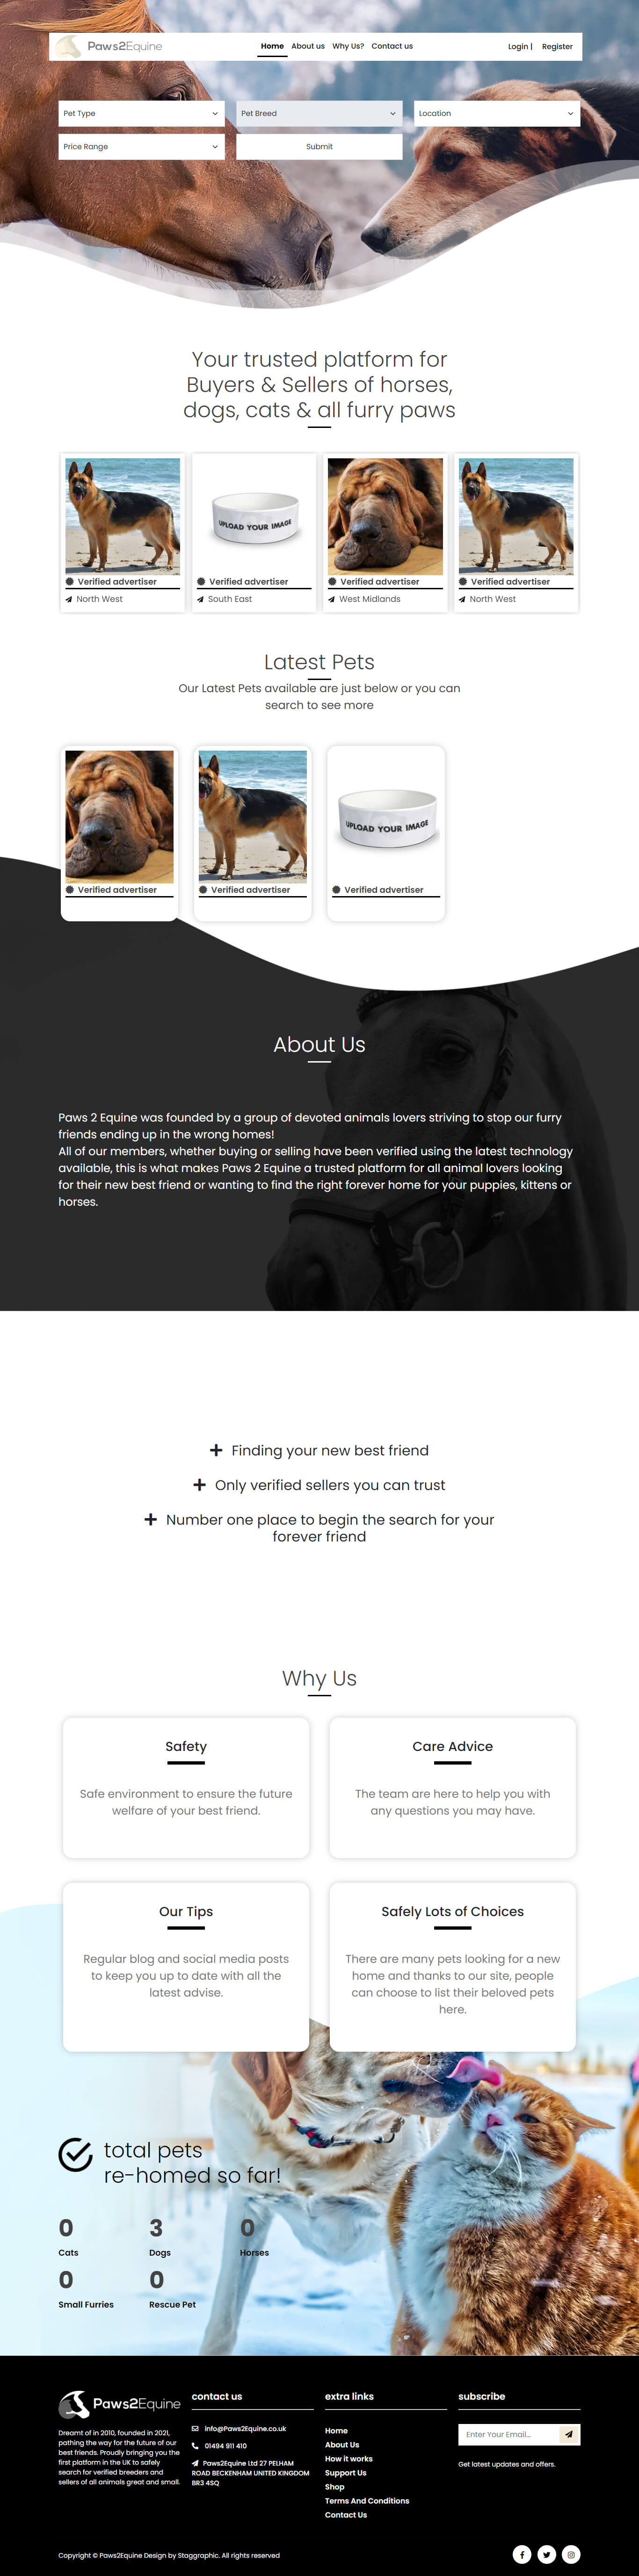 Paws2Equine
Home About us Why Us? Contact us
Login | Register
Pet Type
Pet Breed
Location
Price Range
Submit
Your trusted platform for
Buyers & Sellers of horses,
dogs, cats & all furry paws
UPLOAD YOUR IMAGE
Verified advertiser
North West
Verified advertiser
South East
Verified advertiser
West Midlands
Verified advertiser
North West
Latest Pets
Our Latest Pets available are just below or you can
search to see more
UPLOAD YOUR IMAGE
Verified advertiser
Verified advertiser
Verified advertiser
About Us
Paws 2 Equine was founded by a group of devoted animals lovers striving to stop our furry
friends ending up in the wrong homes!
All of our members, whether buying or selling have been verified using the latest technology
available, this is what makes Paws 2 Equine a trusted platform for all animal lovers looking
for their new best friend or wanting to find the right forever home for your puppies, kittens or
horses.
Finding your new best friend
Only verified sellers you can trust
Number one place to begin the search for your
forever friend
Why Us
Safety
Safe environment to ensure the future
welfare of your best friend.
Care Advice
The team are here to help you with
any questions you may have.
Our Tips
Regular blog and social media posts
to keep you up to date with all the
latest advise.
Safely Lots of Choices
There are many pets looking for a new
home and thanks to our site, people
can choose to list their beloved pets
here.
total pets
re-homed so far!
0
Cats
3
Dogs
0
Horses
0
Small Furries
0
Rescue Pet
Paws2Equine
Dreamt of in 2010, founded in 2021,
pathing the way for the future of our
best friends. Proudly bringing you the
first platform in the UK to safely
search for verified breeders and
sellers of all animals great and small.
contact us
info@Paws2Equine.co.uk
01494 911 410
Paws2Equine Ltd 27 PELHAM
ROAD BECKENHAM UNITED KINGDOM
BR3 4SQ
extra links
Home
About Us
How it works
Support Us
Shop
Terms And Conditions
Contact Us
subscribe
Enter Your Email...
Get latest updates and offers.
Copyright © Paws2Equine Design by Staggraphic. All rights reserved